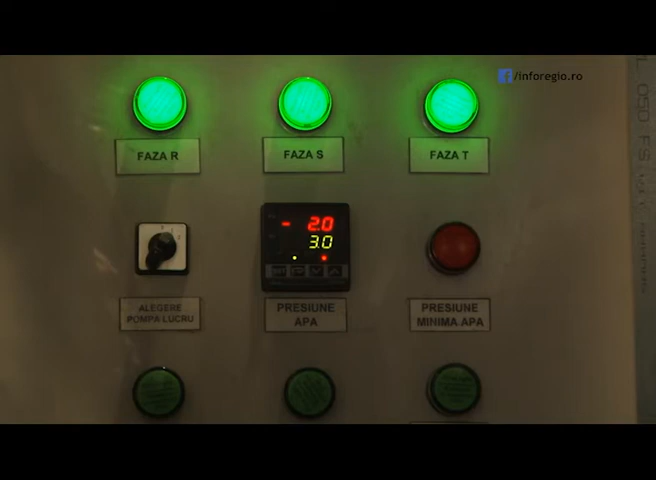 /inforegio.ro
FAZA R
FAZA S
FAZA T
- 2.0
3.0
ALEGERE
POMPA LUCRU
PRESIUNE
APA
PRESIUNE
MINIMA APA